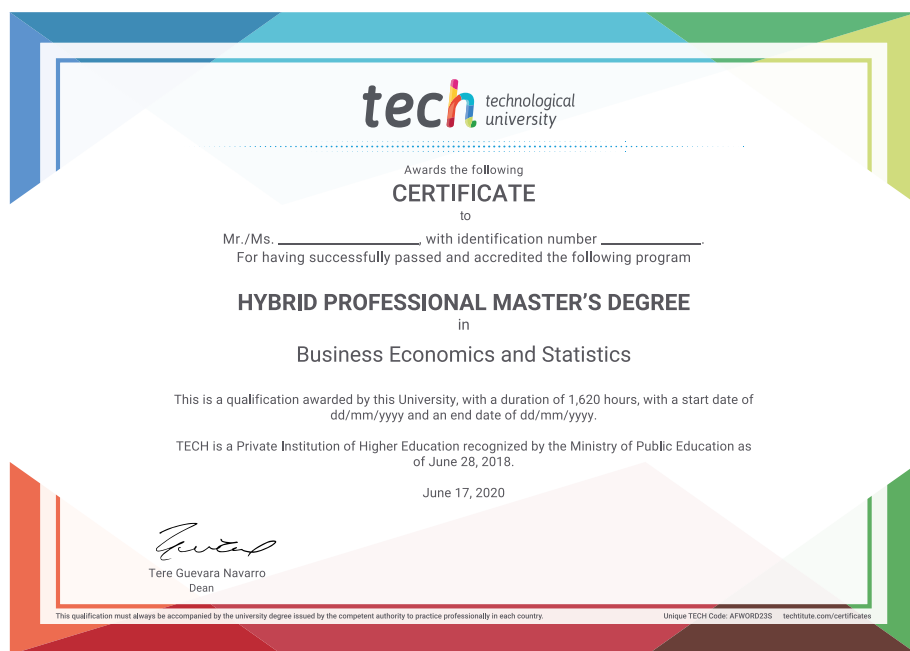 tech technological
university
Awards the following
CERTIFICATE
to
Mr./Ms. ____________________, with identification number ______________.
For having successfully passed and accredited the following program
HYBRID PROFESSIONAL MASTER'S DEGREE
in
Business Economics and Statistics
This is a qualification awarded by this University, with a duration of 1,620 hours, with a start date of
dd/mm/yyyy and an end date of dd/mm/yyyy.
TECH is a Private Institution of Higher Education recognized by the Ministry of Public Education as
of June 28, 2018.
June 17, 2020
Tere Guevara Navarro
Dean
This qualification must always be accompanied by the university degree issued by the competent authority to practice professionally in each country.
Unique TECH Code: AFWORD23S techtitute.com/certificates